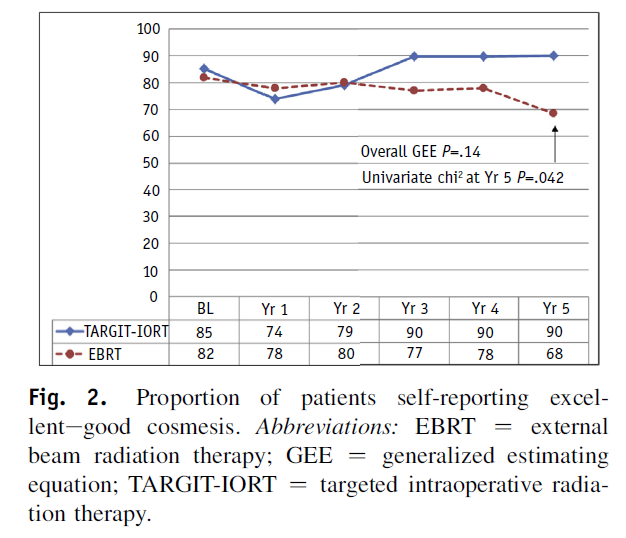 100
90
80
70
60
50
40
30
20
10
0
Overall GEE P=.14
Univariate chi² at Yr 5 P=.042
BL Yr 1 Yr 2 Yr 3 Yr 4 Yr 5
TARGIT-IORT 85 74 79 90 90 90
EBRT 82 78 80 77 78 68
Fig. 2. Proportion of patients self-reporting excel-
lent−good cosmesis. Abbreviations: EBRT = external
beam radiation therapy; GEE = generalized estimating
equation; TARGIT-IORT = targeted intraoperative radia-
tion therapy.